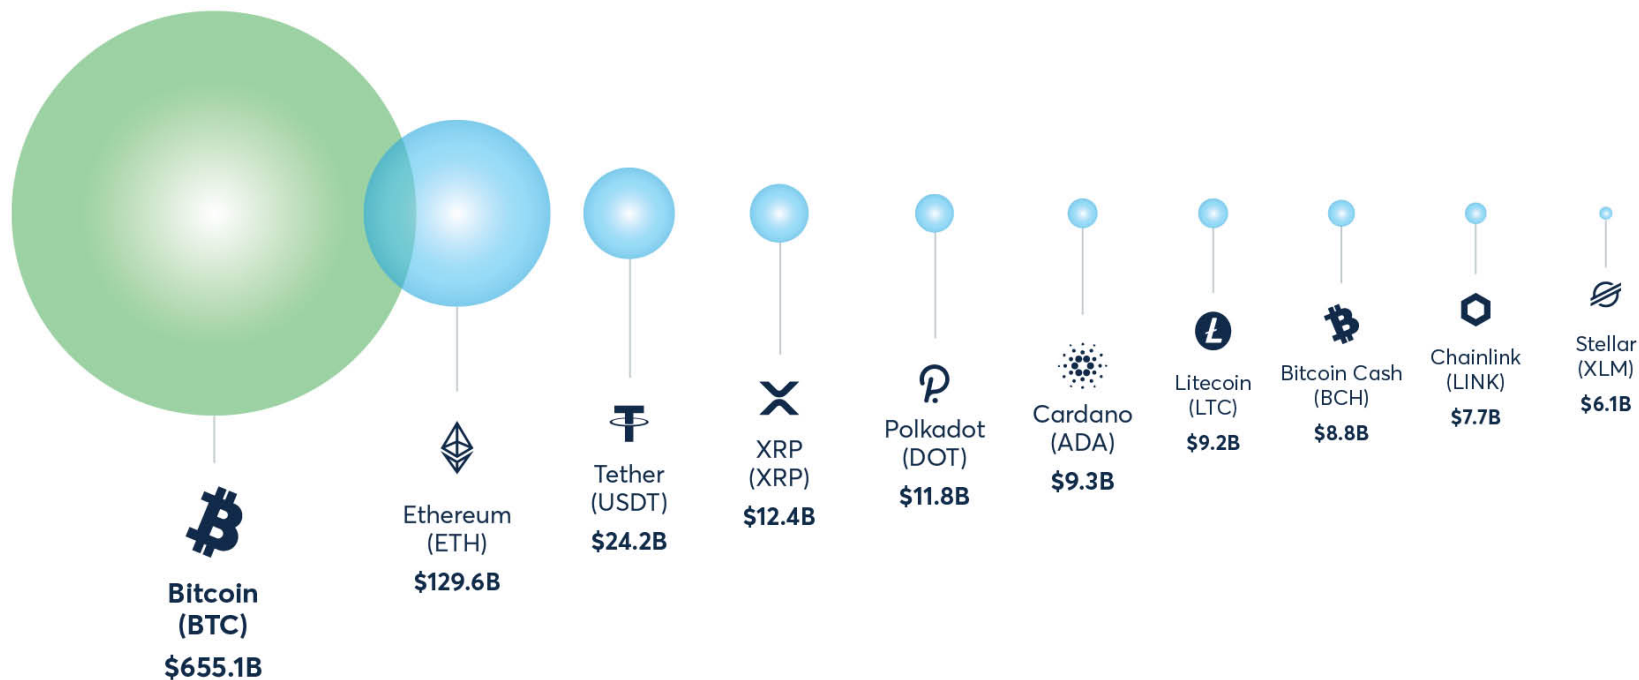 Bitcoin
(BTC)
$655.1B
Ethereum
(ETH)
$129.6B
Tether
(USDT)
$24.2B
XRP
(XRP)
$12.4B
Polkadot
(DOT)
$11.8B
Cardano
(ADA)
$9.3B
Litecoin
(LTC)
$9.2B
Bitcoin Cash
(BCH)
$8.8B
Chainlink
(LINK)
$7.7B
Stellar
(XLM)
$6.1B